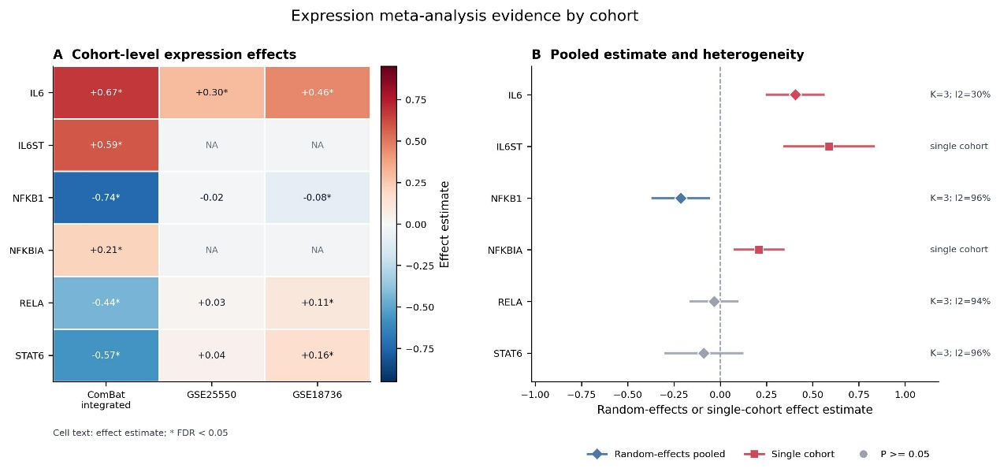 Expression meta-analysis evidence by cohort
A Cohort-level expression effects
IL6 +0.67* +0.30* +0.46*
IL6ST +0.59* NA NA
NFKB1 -0.74* -0.02 -0.08*
NFKBIA +0.21* NA NA
RELA -0.44* +0.03 +0.11*
STAT6 -0.57* +0.04 +0.16*
ComBat
integrated
GSE25550
GSE18736
0.75
0.50
0.25
0.00
−0.25
−0.50
−0.75
Effect estimate
Cell text: effect estimate; * FDR < 0.05
B Pooled estimate and heterogeneity
IL6 K=3; I2=30%
IL6ST single cohort
NFKB1 K=3; I2=96%
NFKBIA single cohort
RELA K=3; I2=94%
STAT6 K=3; I2=96%
−1.00 −0.75 −0.50 −0.25 0.00 0.25 0.50 0.75 1.00
Random-effects or single-cohort effect estimate
Random-effects pooled Single cohort P >= 0.05